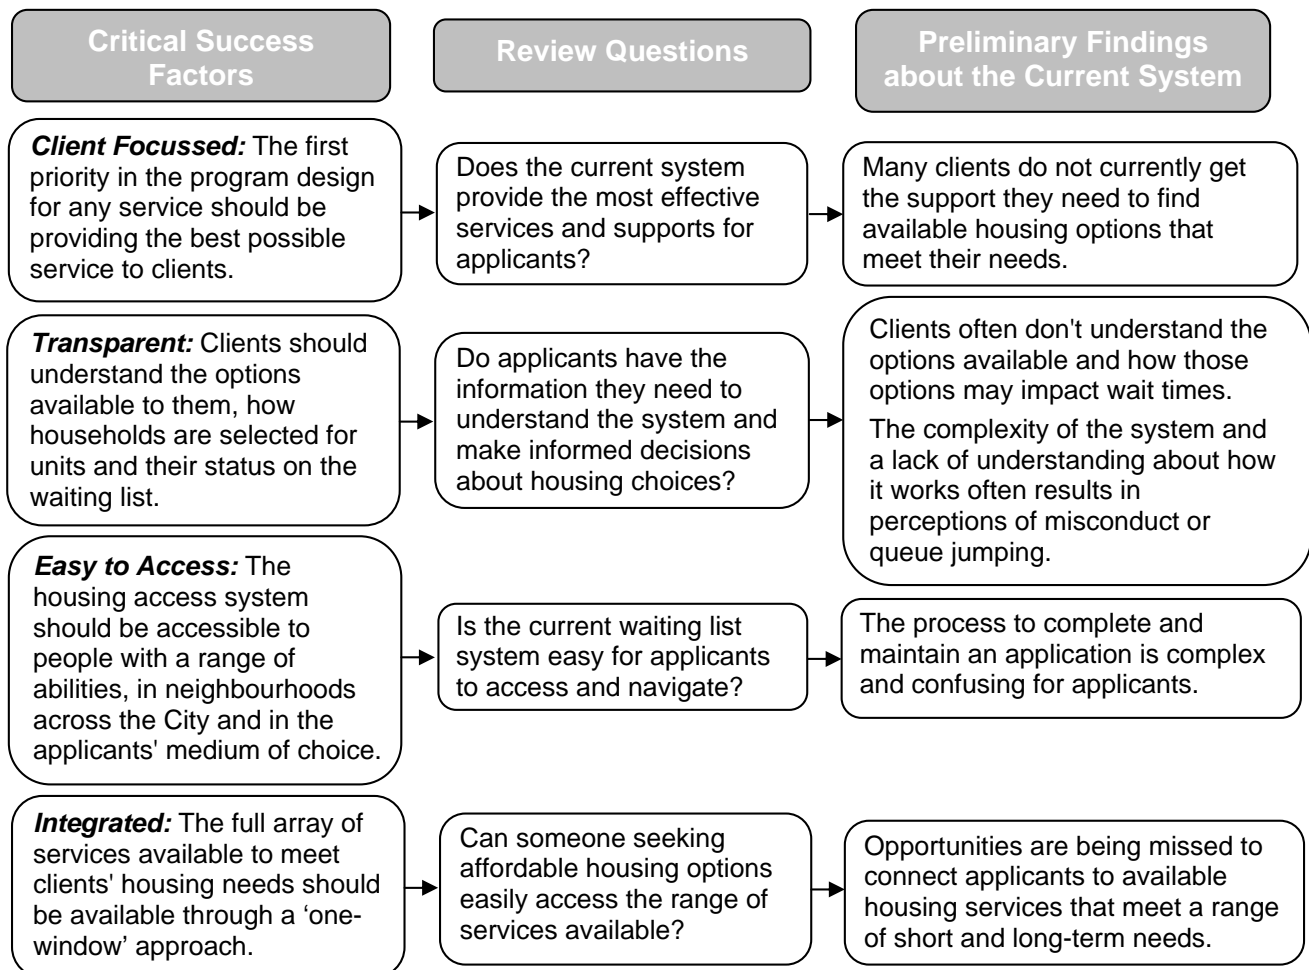 Critical Success
Factors
Review Questions
Preliminary Findings
about the Current System
Client Focussed: The first
priority in the program design
for any service should be
providing the best possible
service to clients.
Does the current system
provide the most effective
services and supports for
applicants?
Many clients do not currently get
the support they need to find
available housing options that
meet their needs.
Transparent: Clients should
understand the options
available to them, how
households are selected for
units and their status on the
waiting list.
Do applicants have the
information they need to
understand the system and
make informed decisions
about housing choices?
Clients often don't understand the
options available and how those
options may impact wait times.
The complexity of the system and
a lack of understanding about how
it works often results in
perceptions of misconduct or
queue jumping.
Easy to Access: The
housing access system
should be accessible to
people with a range of
abilities, in neighbourhoods
across the City and in the
applicants' medium of choice.
Is the current waiting list
system easy for applicants
to access and navigate?
The process to complete and
maintain an application is complex
and confusing for applicants.
Integrated: The full array of
services available to meet
clients' housing needs should
be available through a ‘one-
window’ approach.
Can someone seeking
affordable housing options
easily access the range of
services available?
Opportunities are being missed to
connect applicants to available
housing services that meet a range
of short and long-term needs.